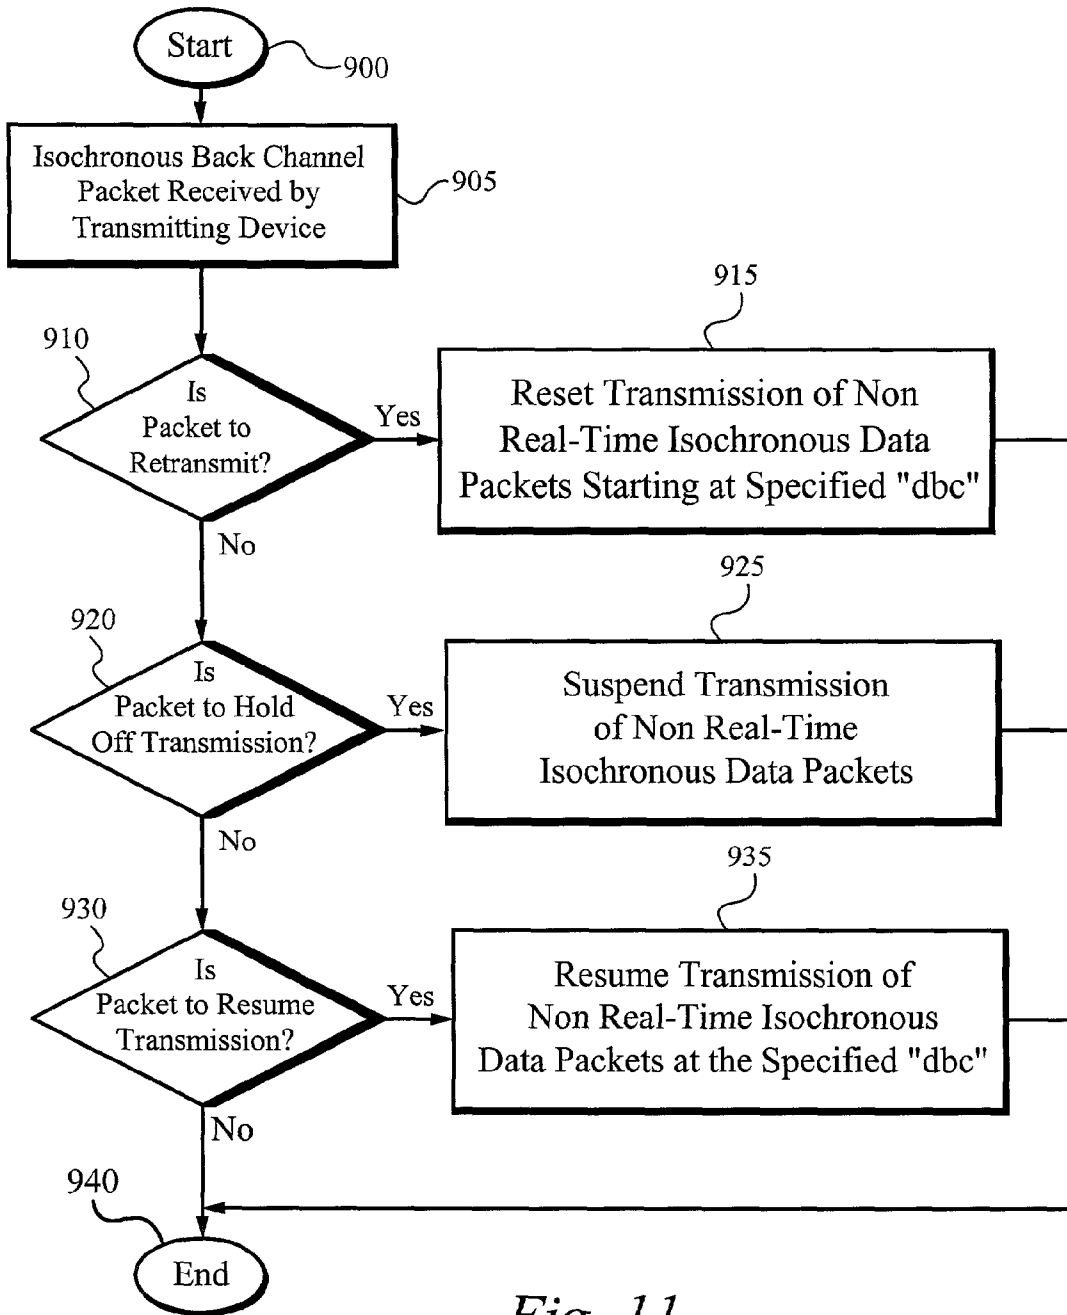 Start
900
Isochronous Back Channel
Packet Received by
Transmitting Device
905
910
Is
Packet to
Retransmit?
Yes
915
Reset Transmission of Non
Real-Time Isochronous Data
Packets Starting at Specified "dbc"
No
920
Is
Packet to Hold
Off Transmission?
Yes
925
Suspend Transmission
of Non Real-Time
Isochronous Data Packets
No
930
Is
Packet to Resume
Transmission?
Yes
935
Resume Transmission of
Non Real-Time Isochronous
Data Packets at the Specified "dbc"
No
940
End
Fig. 11